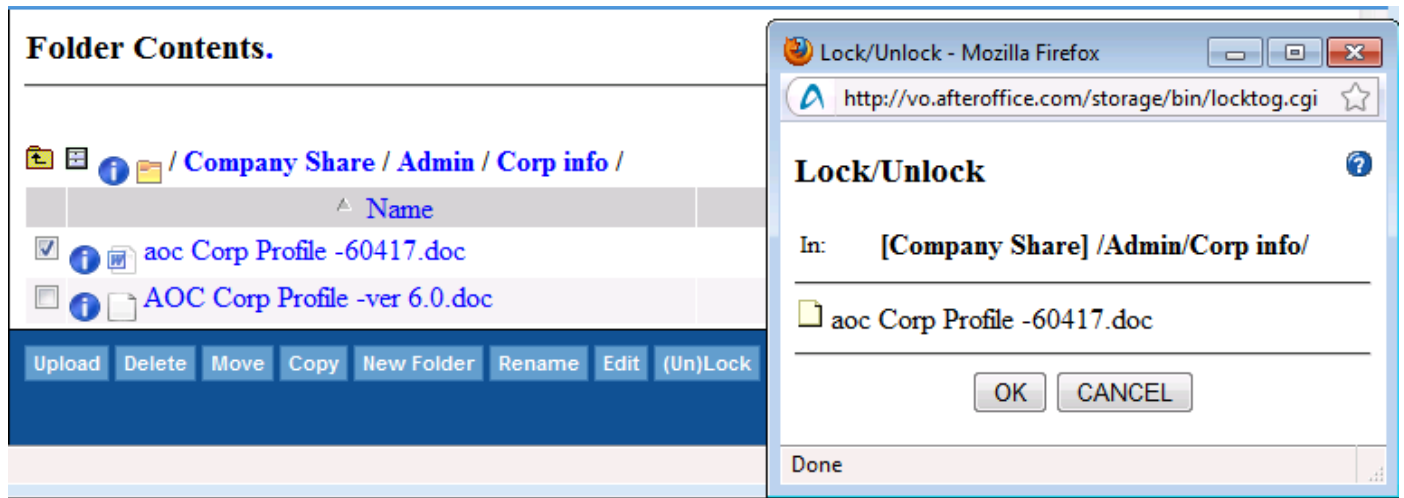 Folder Contents.
/ Company Share / Admin / Corp info /
Name
aoc Corp Profile -60417.doc
AOC Corp Profile -ver 6.0.doc
Upload Delete Move Copy New Folder Rename Edit (Un)Lock
Lock/Unlock - Mozilla Firefox
http://vo.afteroffice.com/storage/bin/locktog.cgi
Lock/Unlock
In: [Company Share] /Admin/Corp info/
aoc Corp Profile -60417.doc
OK CANCEL
Done